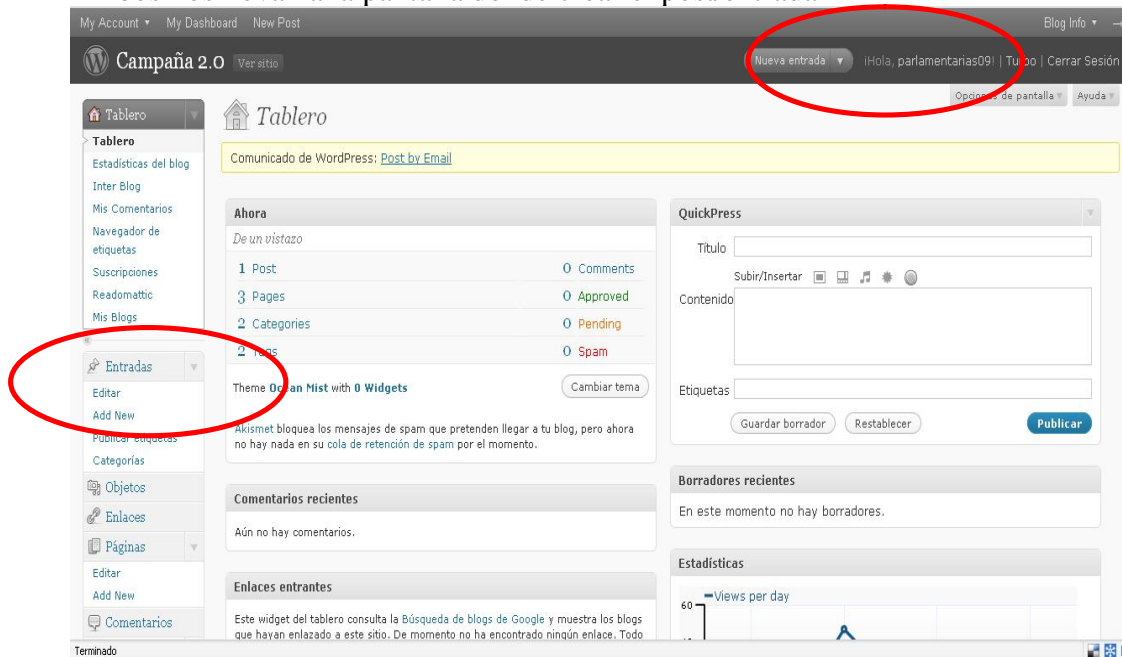 My Account My Dashboard New Post Blog Info
Campaña 2.0 Ver sitio Nueva entrada ¡Hola, parlamentarias09! | Turbo | Cerrar Sesión
Opciones de pantalla Ayuda
Tablero
Tablero
Estadísticas del blog
Inter Blog
Mis Comentarios
Navegador de
etiquetas
Suscripciones
Readomattic
Mis Blogs
Entradas
Editar
Add New
Publicar etiquetas
Categorías
Objetos
Enlaces
Páginas
Editar
Add New
Comentarios
Tablero
Comunicado de WordPress: Post by Email
Ahora
De un vistazo
1 Post 0 Comments
3 Pages 0 Approved
2 Categories 0 Pending
2 Tags 0 Spam
Theme Ocean Mist with 0 Widgets Cambiar tema
Akismet bloquea los mensajes de spam que pretenden llegar a tu blog, pero ahora
no hay nada en su cola de retención de spam por el momento.
Comentarios recientes
Aún no hay comentarios.
Enlaces entrantes
Este widget del tablero consulta la Búsqueda de blogs de Google y muestra los blogs
que hayan enlazado a este sitio. De momento no ha encontrado ningún enlace. Todo
QuickPress
Título
Subir/Insertar
Contenido
Etiquetas
Guardar borrador Restablecer Publicar
Borradores recientes
En este momento no hay borradores.
Estadísticas
Views per day
60
Terminado